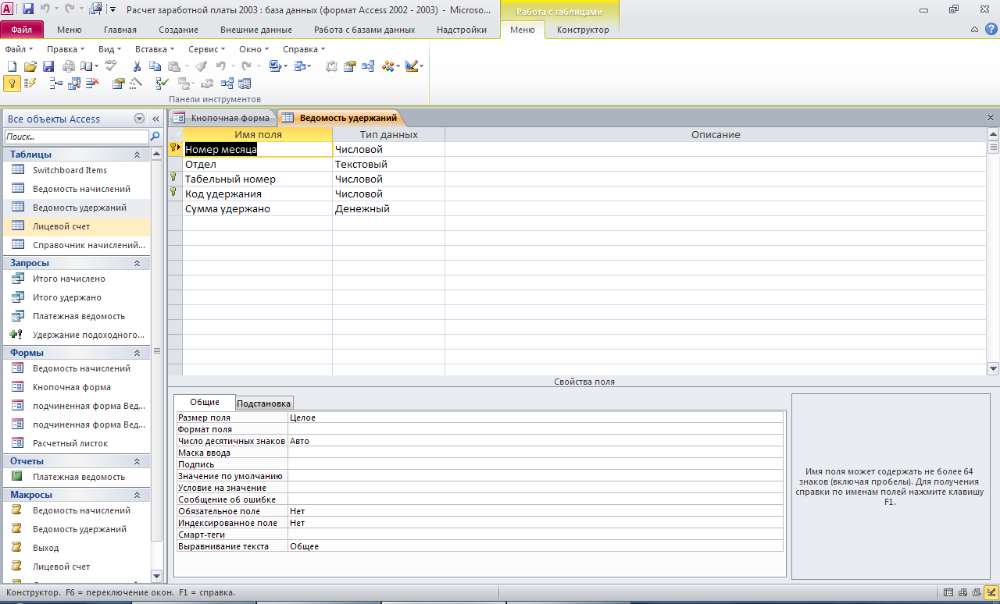 Расчет заработной платы 2003 : база данных (формат Access 2002 - 2003) - Microso...
Работа с таблицами
Файл Меню Главная Создание Внешние данные Работа с базами данных Надстройки Меню Конструктор
Файл Правка Вид Вставка Сервис Окно Справка
Панели инструментов
Все объекты Access
Поиск...
Таблицы
Switchboard Items
Ведомость начислений
Ведомость удержаний
Лицевой счет
Справочник начислений...
Запросы
Итого начислено
Итого удержано
Платежная ведомость
Удержание подоходного...
Формы
Ведомость начислений
Кнопочная форма
подчиненная форма Вед...
подчиненная форма Вед...
Расчетный листок
Отчеты
Платежная ведомость
Макросы
Ведомость начислений
Ведомость удержаний
Выход
Лицевой счет
Кнопочная форма Ведомость удержаний
Имя поля Тип данных Описание
Номер месяца Числовой
Отдел Текстовый
Табельный номер Числовой
Код удержания Числовой
Сумма удержано Денежный
Свойства поля
Общие Подстановка
Размер поля Целое
Формат поля
Число десятичных знаков Авто
Маска ввода
Подпись
Значение по умолчанию
Условие на значение
Сообщение об ошибке
Обязательное поле Нет
Индексированное поле Нет
Смарт-теги
Выравнивание текста Общее
Имя поля может содержать не более 64
знаков (включая пробелы). Для получения
справки по именам полей нажмите клавишу
F1.
Конструктор. F6 = переключение окон. F1 = справка.